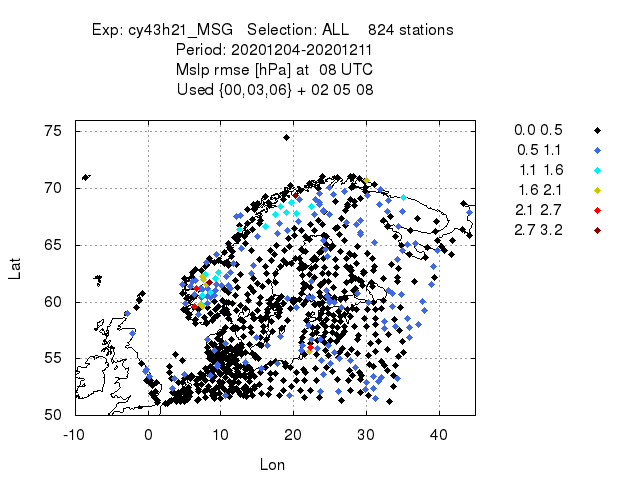 Exp: cy43h21_MSG   Selection: ALL    824 stations
Period: 20201204-20201211
Mslp rmse [hPa] at  08 UTC
Used {00,03,06} + 02 05 08
75
70
65
60
55
50
Lat
-10 0 10 20 30 40
Lon
0.0 0.5
0.5 1.1
1.1 1.6
1.6 2.1
2.1 2.7
2.7 3.2